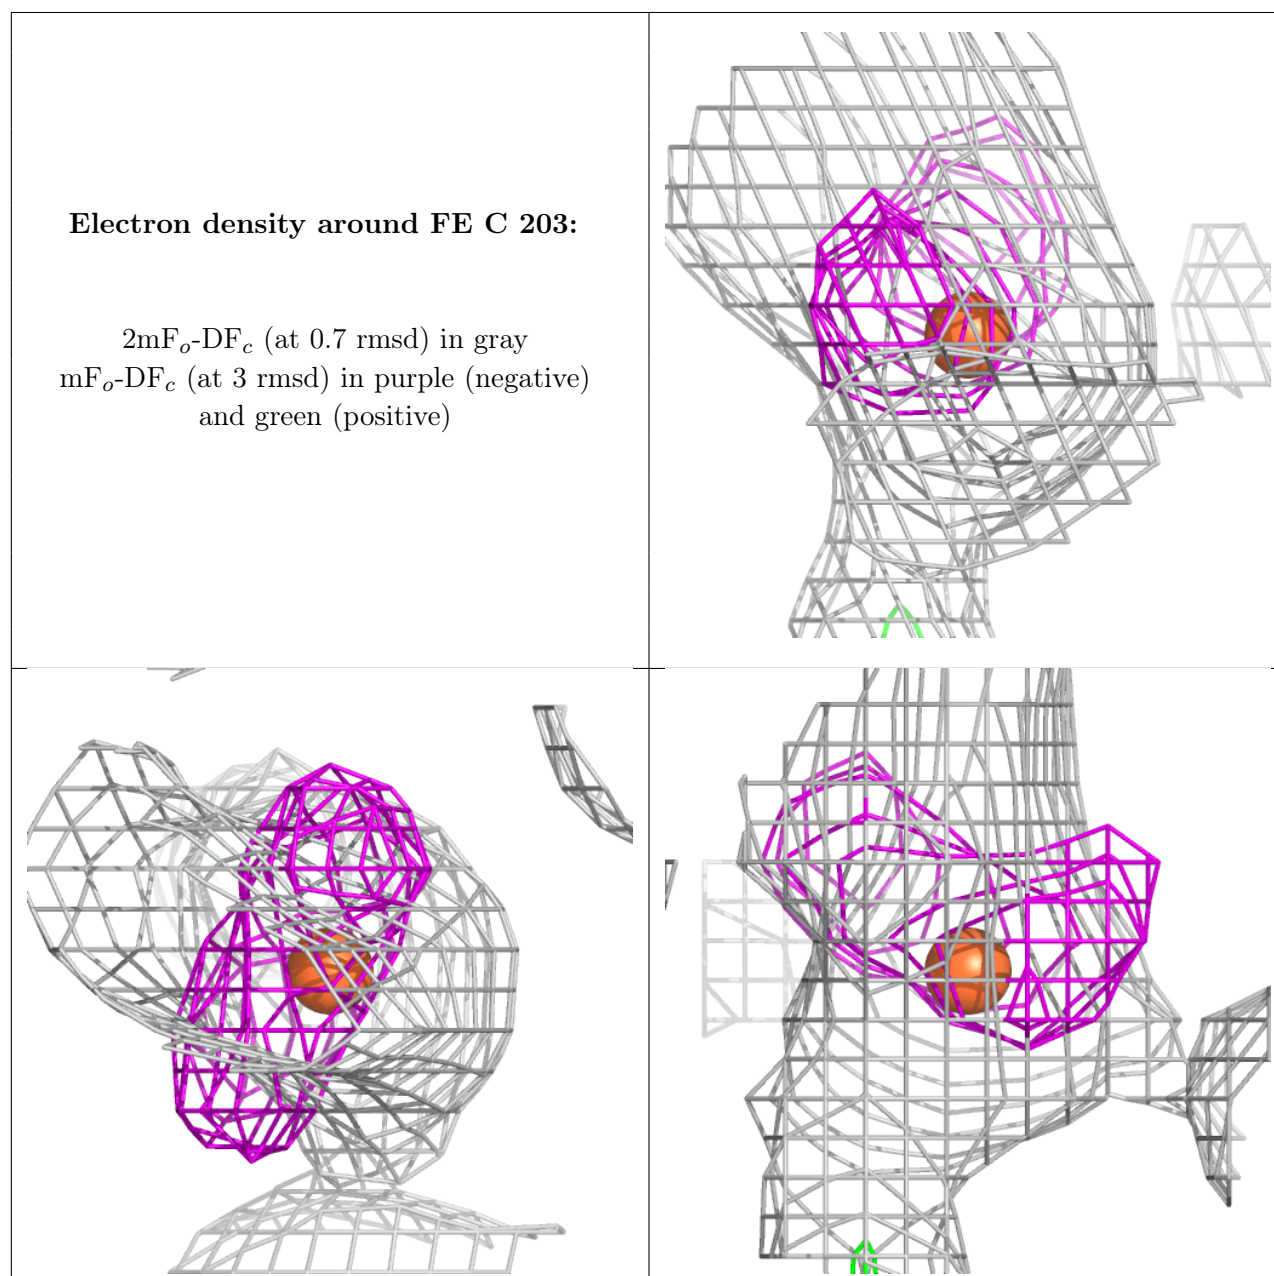 Electron density around FE C 203:
2mFo-DFc (at 0.7 rmsd) in gray
mFo-DFc (at 3 rmsd) in purple (negative)
and green (positive)